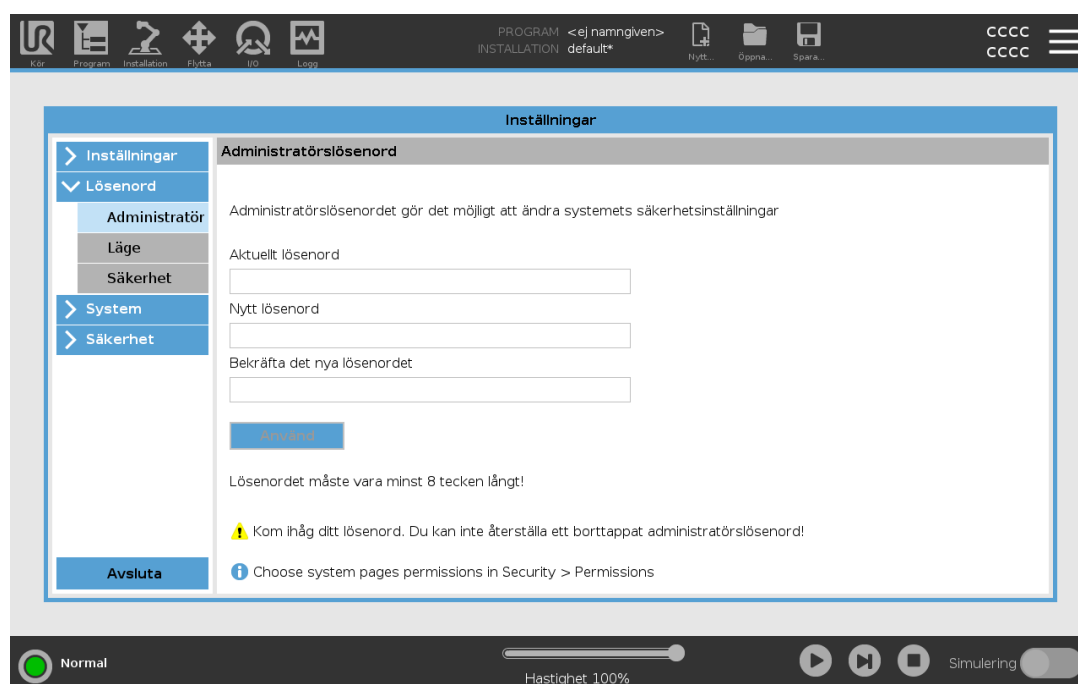 UR
Kör
Program
Installation
Flytta
I/O
Logg
PROGRAM <ej namngiven>
INSTALLATION default*
Nytt...
Öppna...
Spara...
cccc
cccc
Inställningar
Inställningar
Lösenord
Administratör
Läge
Säkerhet
System
Säkerhet
Avsluta
Administratörslösenord
Administratörslösenordet gör det möjligt att ändra systemets säkerhetsinställningar
Aktuellt lösenord
Nytt lösenord
Bekräfta det nya lösenordet
Använd
Lösenordet måste vara minst 8 tecken långt!
Kom ihåg ditt lösenord. Du kan inte återställa ett borttappat administratörslösenord!
Choose system pages permissions in Security > Permissions
Normal
Hastighet 100%
Simulering